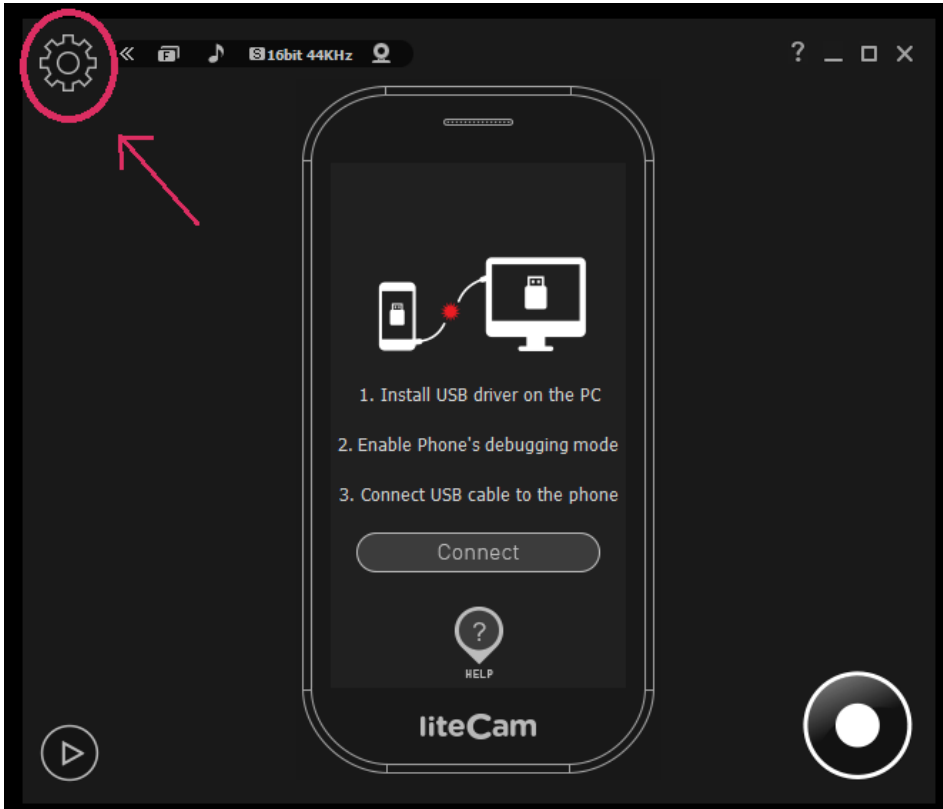 F S 16bit 44KHz ?
1. Install USB driver on the PC
2. Enable Phone's debugging mode
3. Connect USB cable to the phone
Connect
?
HELP
liteCam